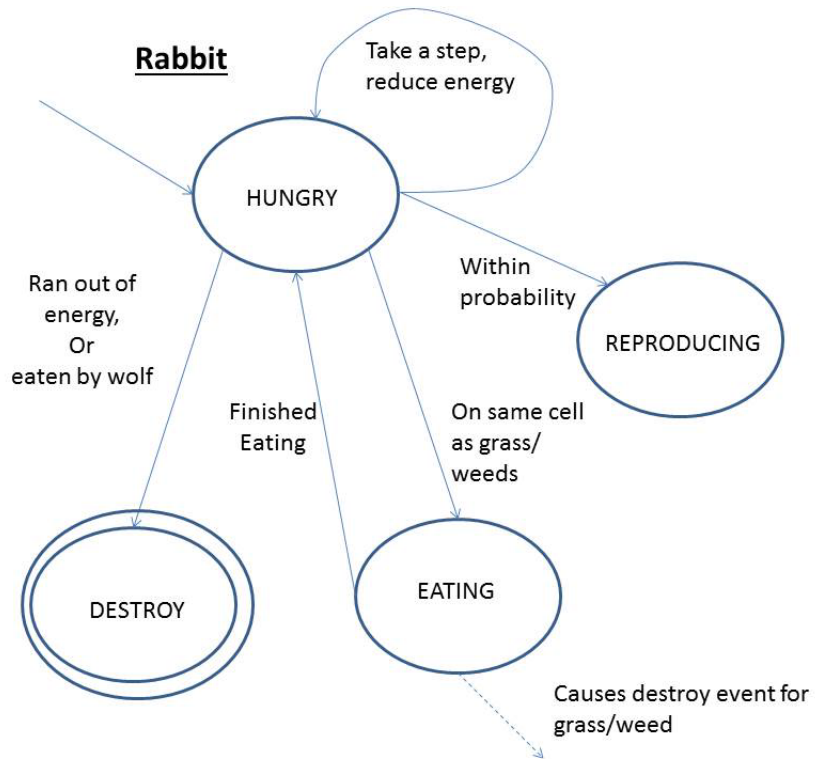 Rabbit
Take a step,
reduce energy
HUNGRY
Within
probability
REPRODUCING
Ran out of
energy,
Or
eaten by wolf
Finished
Eating
On same cell
as grass/
weeds
DESTROY
EATING
Causes destroy event for
grass/weed